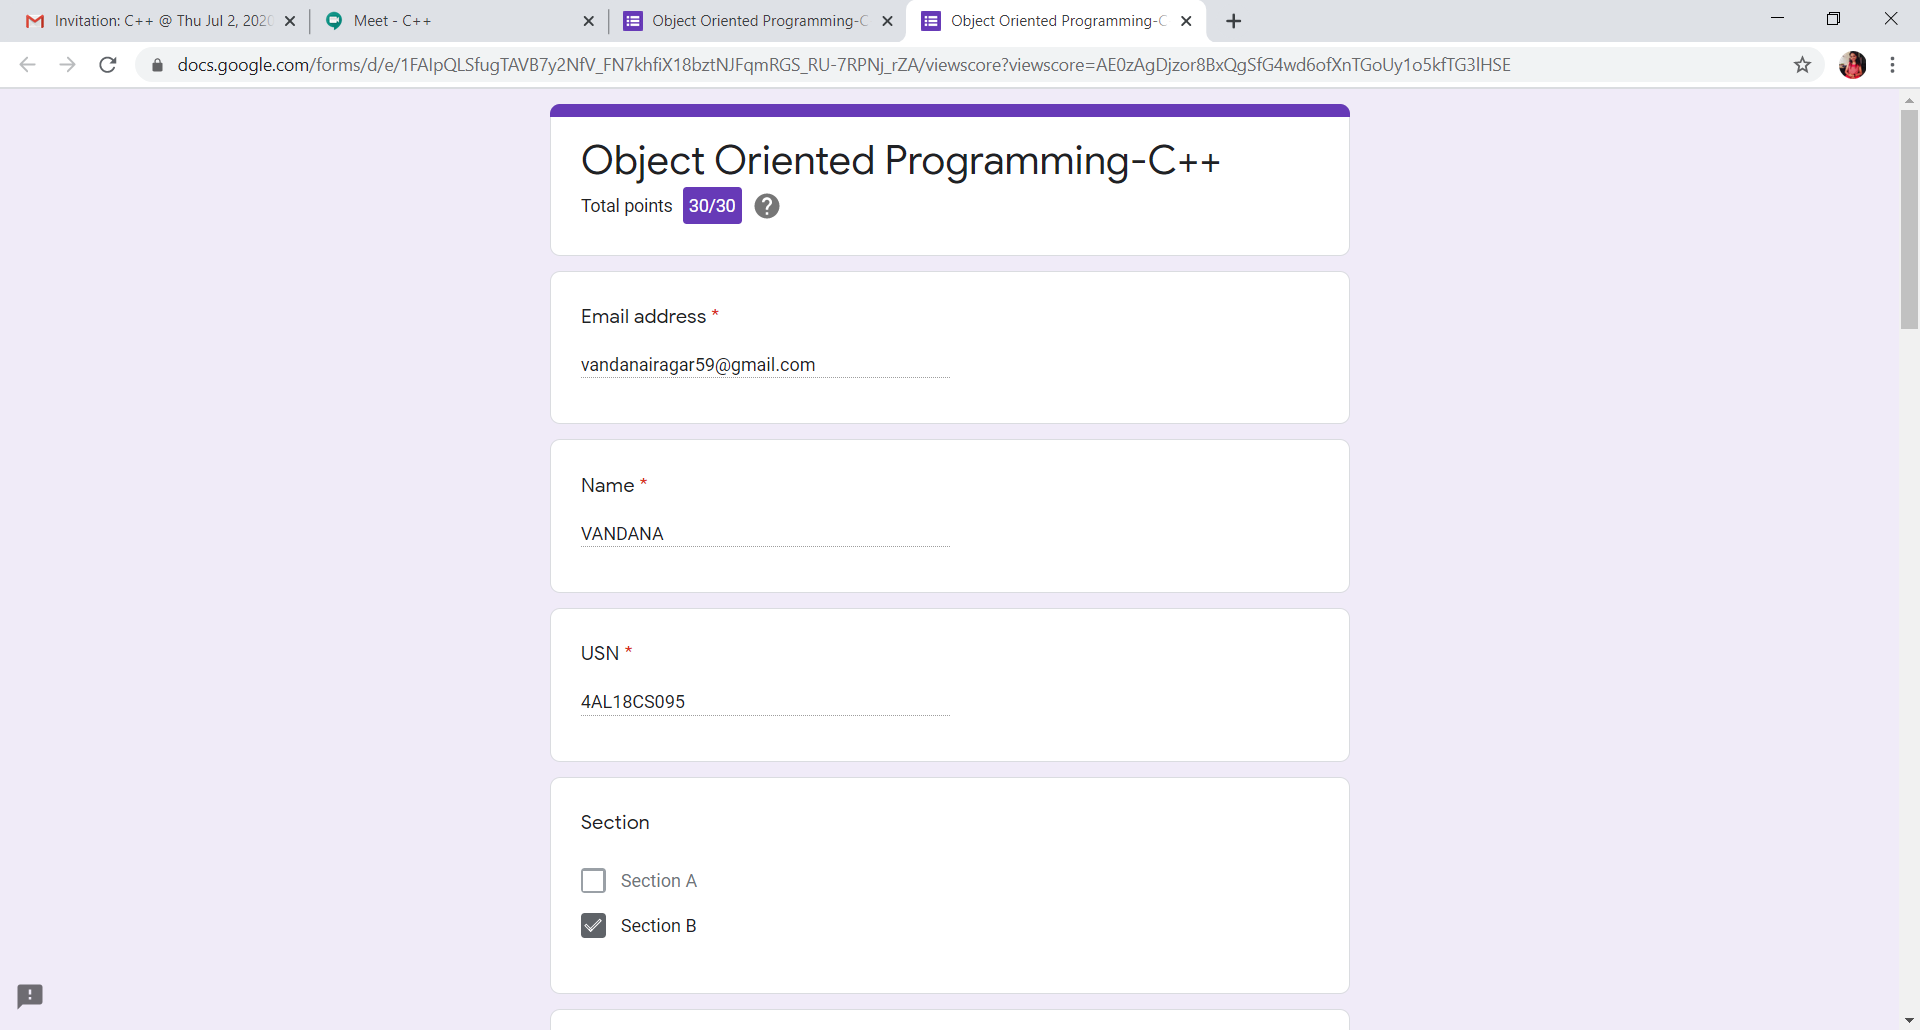 Invitation: C++ @ Thu Jul 2, 2020
Meet - C++
Object Oriented Programming-C
Object Oriented Programming-C
docs.google.com/forms/d/e/1FAIpQLSfugTAVB7y2NfV_FN7khfiX18bztNJFqmRGS_RU-7RPNj_rZA/viewscore?viewscore=AE0zAgDjzor8BxQgSfG4wd6ofXnTGoUy1o5kfTG3lHSE
Object Oriented Programming-C++
Total points 30/30 ?
Email address *
vandanairagar59@gmail.com
Name *
VANDANA
USN *
4AL18CS095
Section
Section A
Section B